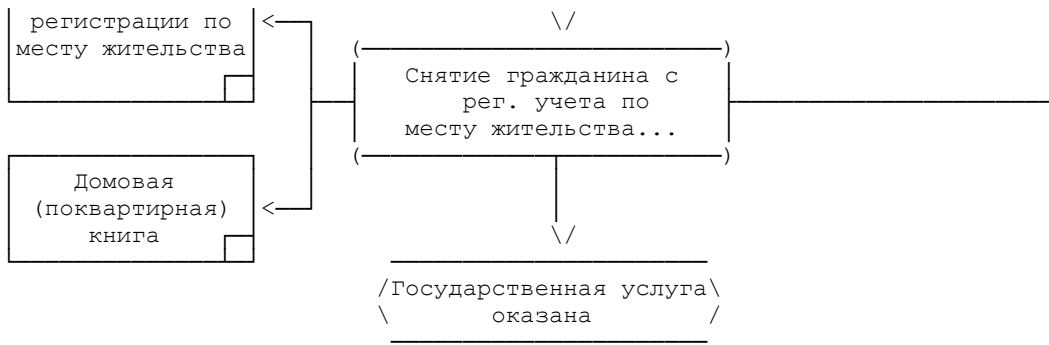 регистрации по
месту жительства
Снятие гражданина с
рег. учета по
месту жительства...
Домовая
(поквартирная)
книга
Государственная услуга
оказана